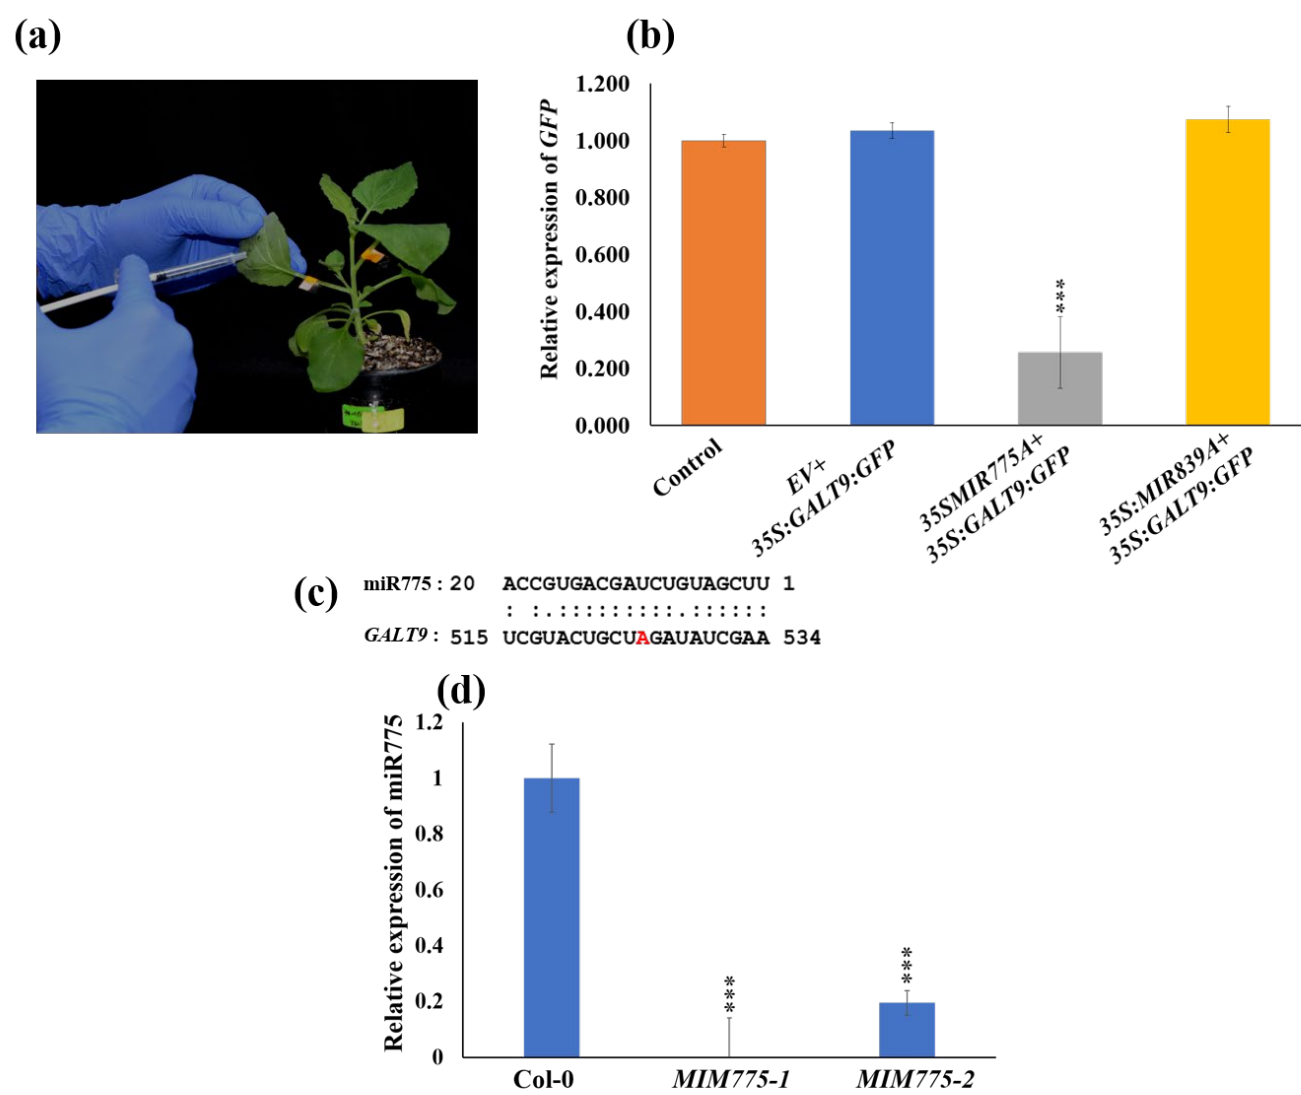 (a)
(b)
Relative expression of GFP
1.200
1.000
0.800
0.600
0.400
0.200
0.000
***
Control
EV+
35S:GALT9:GFP
35SMIR775A+
35S:GALT9:GFP
35S:MIR839A+
35S:GALT9:GFP
(c)
miR775 : 20 ACCGUGACGAUCUGUAGCUU 1
: :.:::::::::.::::::
GALT9 : 515 UCGUACUGCUAGAUAUCGAA 534
(d)
Relative expression of miR775
1.2
1
0.8
0.6
0.4
0.2
0
***
***
Col-0
MIM775-1
MIM775-2